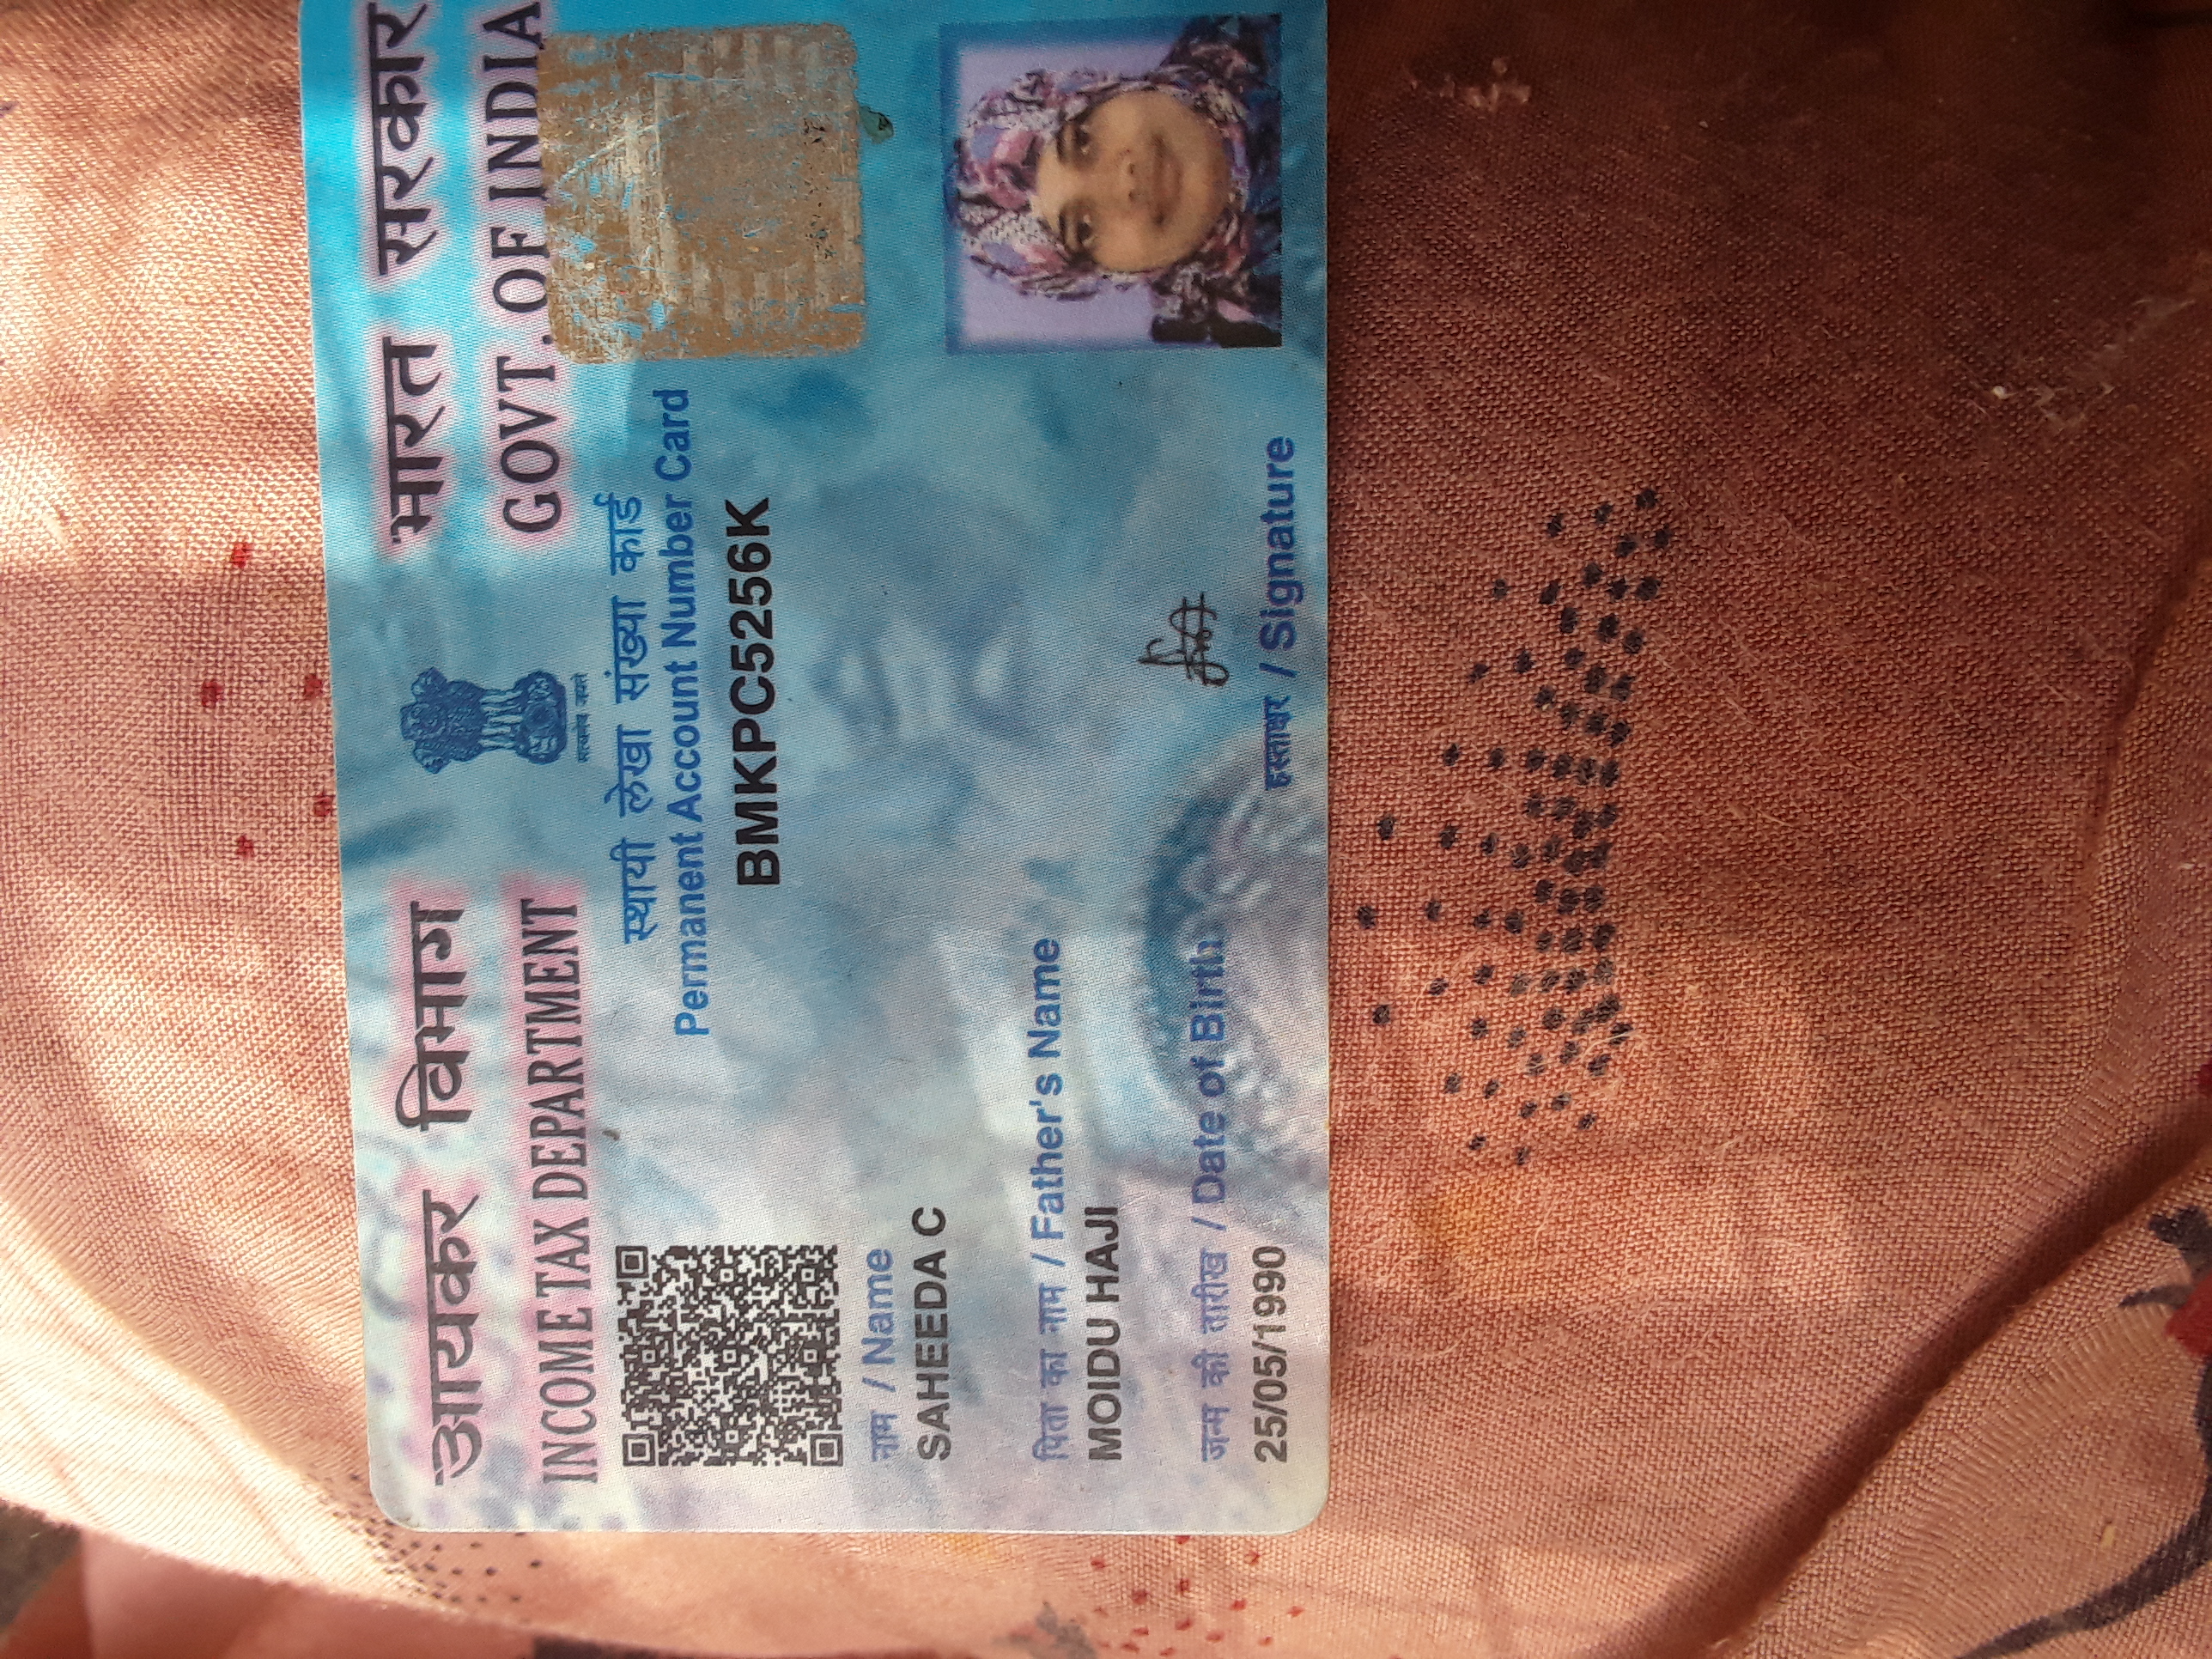 आयकर विभाग
INCOME TAX DEPARTMENT
सत्यमेव जयते
भारत सरकार
GOVT. OF INDIA
स्थायी लेखा संख्या कार्ड
Permanent Account Number Card
BMKPC5256K
नाम / Name
SAHEEDA C
पिता का नाम / Father's Name
MOIDU HAJI
जन्म की तारीख / Date of Birth
25/05/1990
हस्ताक्षर / Signature